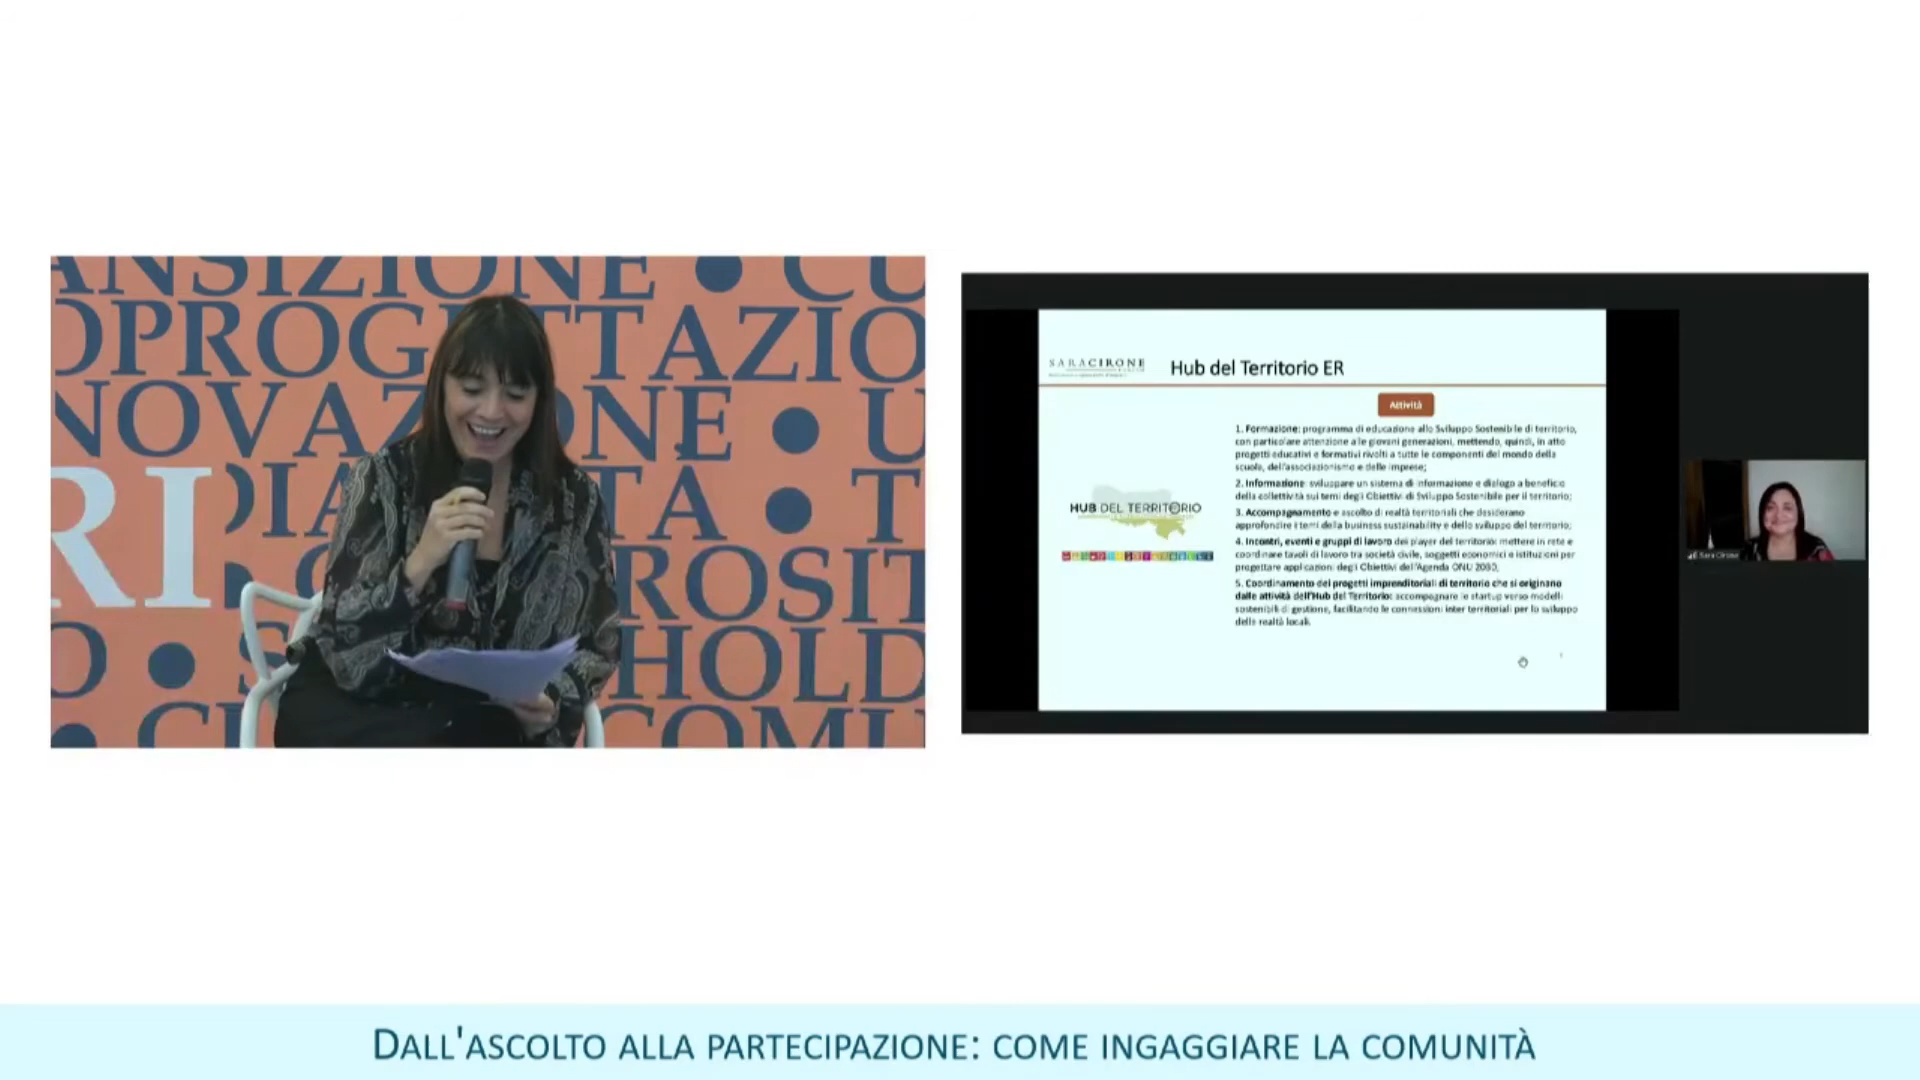 ANSIZIONE • CU
OPROGETTAZIO
NOVAZIONE • U
RI
DIA TÀ • T
ROSIT
O • S HOLD
• CI COMU
SARA CIRONE
Hub del Territorio ER
Attività
1. Formazione: programma di educazione allo Sviluppo Sostenibile di territorio,
con particolare attenzione alle giovani generazioni, mettendo, quindi, in atto
progetti educativi e formativi rivolti a tutte le componenti del mondo della
scuola, dell'associazionismo e delle imprese;
2. Informazione: sviluppare un sistema di informazione e dialogo a beneficio
della collettività sui temi degli Obiettivi di Sviluppo Sostenibile per il territorio;
3. Accompagnamento e ascolto di realtà territoriali che desiderano
approfondire i temi della business sustainability e dello sviluppo del territorio;
4. Incontri, eventi e gruppi di lavoro dei player del territorio: mettere in rete e
coordinare tavoli di lavoro tra società civile, soggetti economici e istituzioni per
progettare applicazioni degli Obiettivi dell'Agenda ONU 2030;
5. Coordinamento dei progetti imprenditoriali di territorio che si originano
dalle attività dell'Hub del Territorio: accompagnare le startup verso modelli
sostenibili di gestione, facilitando le connessioni inter territoriali per lo sviluppo
delle realtà locali.
HUB DEL TERRITORIO
Sara Cirone
DALL'ASCOLTO ALLA PARTECIPAZIONE: COME INGAGGIARE LA COMUNITÀ